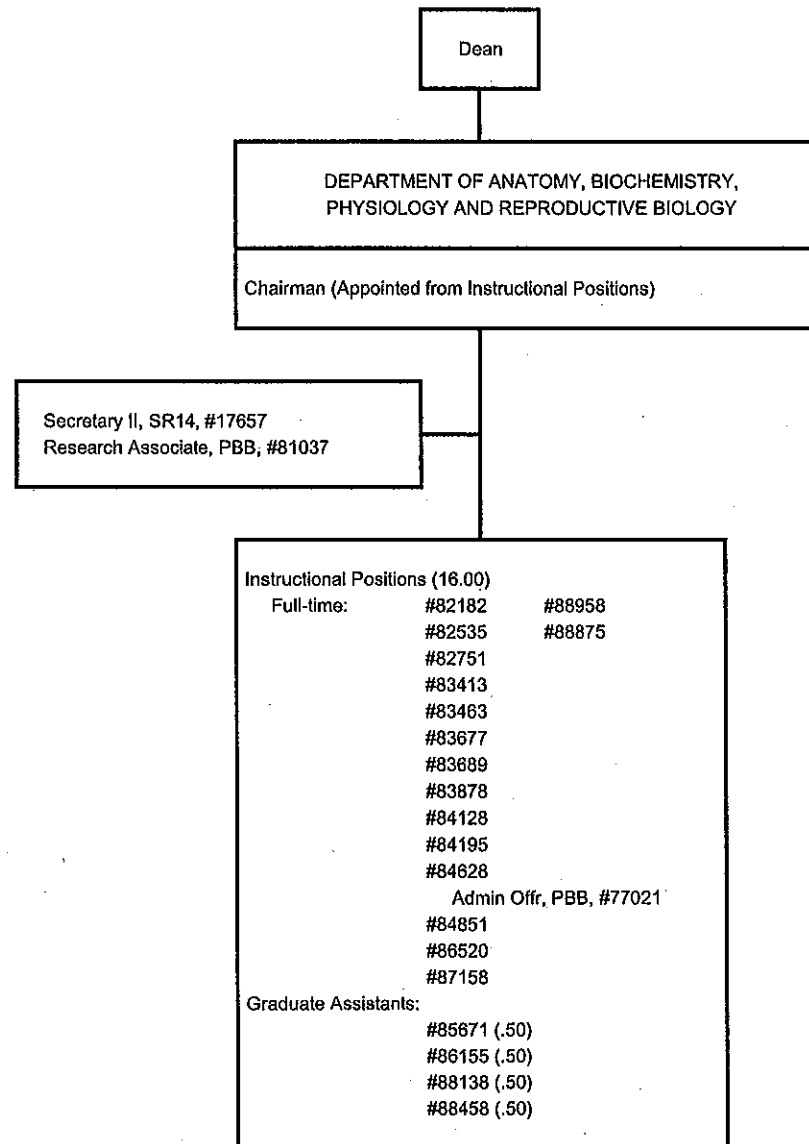 Dean
DEPARTMENT OF ANATOMY, BIOCHEMISTRY,
PHYSIOLOGY AND REPRODUCTIVE BIOLOGY
Chairman (Appointed from Instructional Positions)
Secretary II, SR14, #17657
Research Associate, PBB, #81037
Instructional Positions (16.00)
Full-time: #82182 #88958
#82535 #88875
#82751
#83413
#83463
#83677
#83689
#83878
#84128
#84195
#84628
Admin Offr, PBB, #77021
#84851
#86520
#87158
Graduate Assistants:
#85671 (.50)
#86155 (.50)
#88138 (.50)
#88458 (.50)